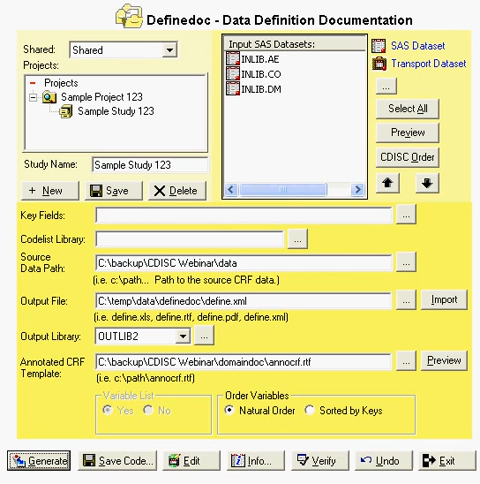 Definedoc - Data Definition Documentation
Shared: Shared
Projects:
Projects
Sample Project 123
Sample Study 123
Study Name: Sample Study 123
+ New Save Delete
Input SAS Datasets:
INLIB.AE
INLIB.CO
INLIB.DM
SAS Dataset
Transport Dataset
...
Select All
Preview
CDISC Order
Key Fields: ...
Codelist Library: ...
Source
Data Path: C:\backup\CDISC Webinar\data ...
(i.e. c:\path... Path to the source CRF data.)
Output File: C:\temp\data\definedoc\define.xml ... Import
(i.e. define.xls, define.rtf, define.pdf, define.xml)
Output Library: OUTLIB2 ...
Annotated CRF
Template: C:\backup\CDISC Webinar\domaindoc\annocrf.rtf ... Preview
(i.e. c:\path\annocrf.rtf)
Variable List
Yes No
Order Variables
Natural Order Sorted by Keys
Generate Save Code... Edit Info... Verify Undo Exit